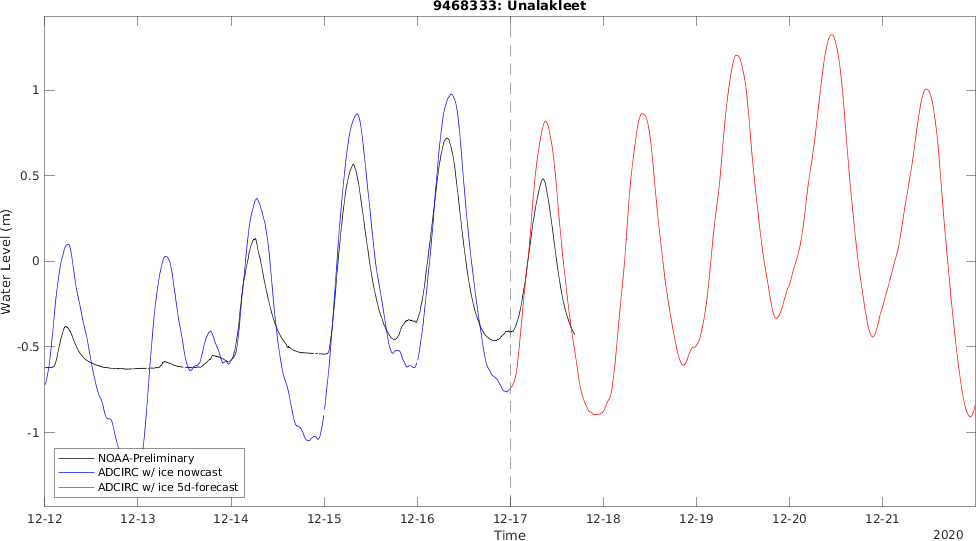 9468333: Unalakleet
Water Level (m)
1
0.5
0
-0.5
-1
NOAA-Preliminary
ADCIRC w/ ice nowcast
ADCIRC w/ ice 5d-forecast
12-12 12-13 12-14 12-15 12-16 12-17 12-18 12-19 12-20 12-21
Time
2020